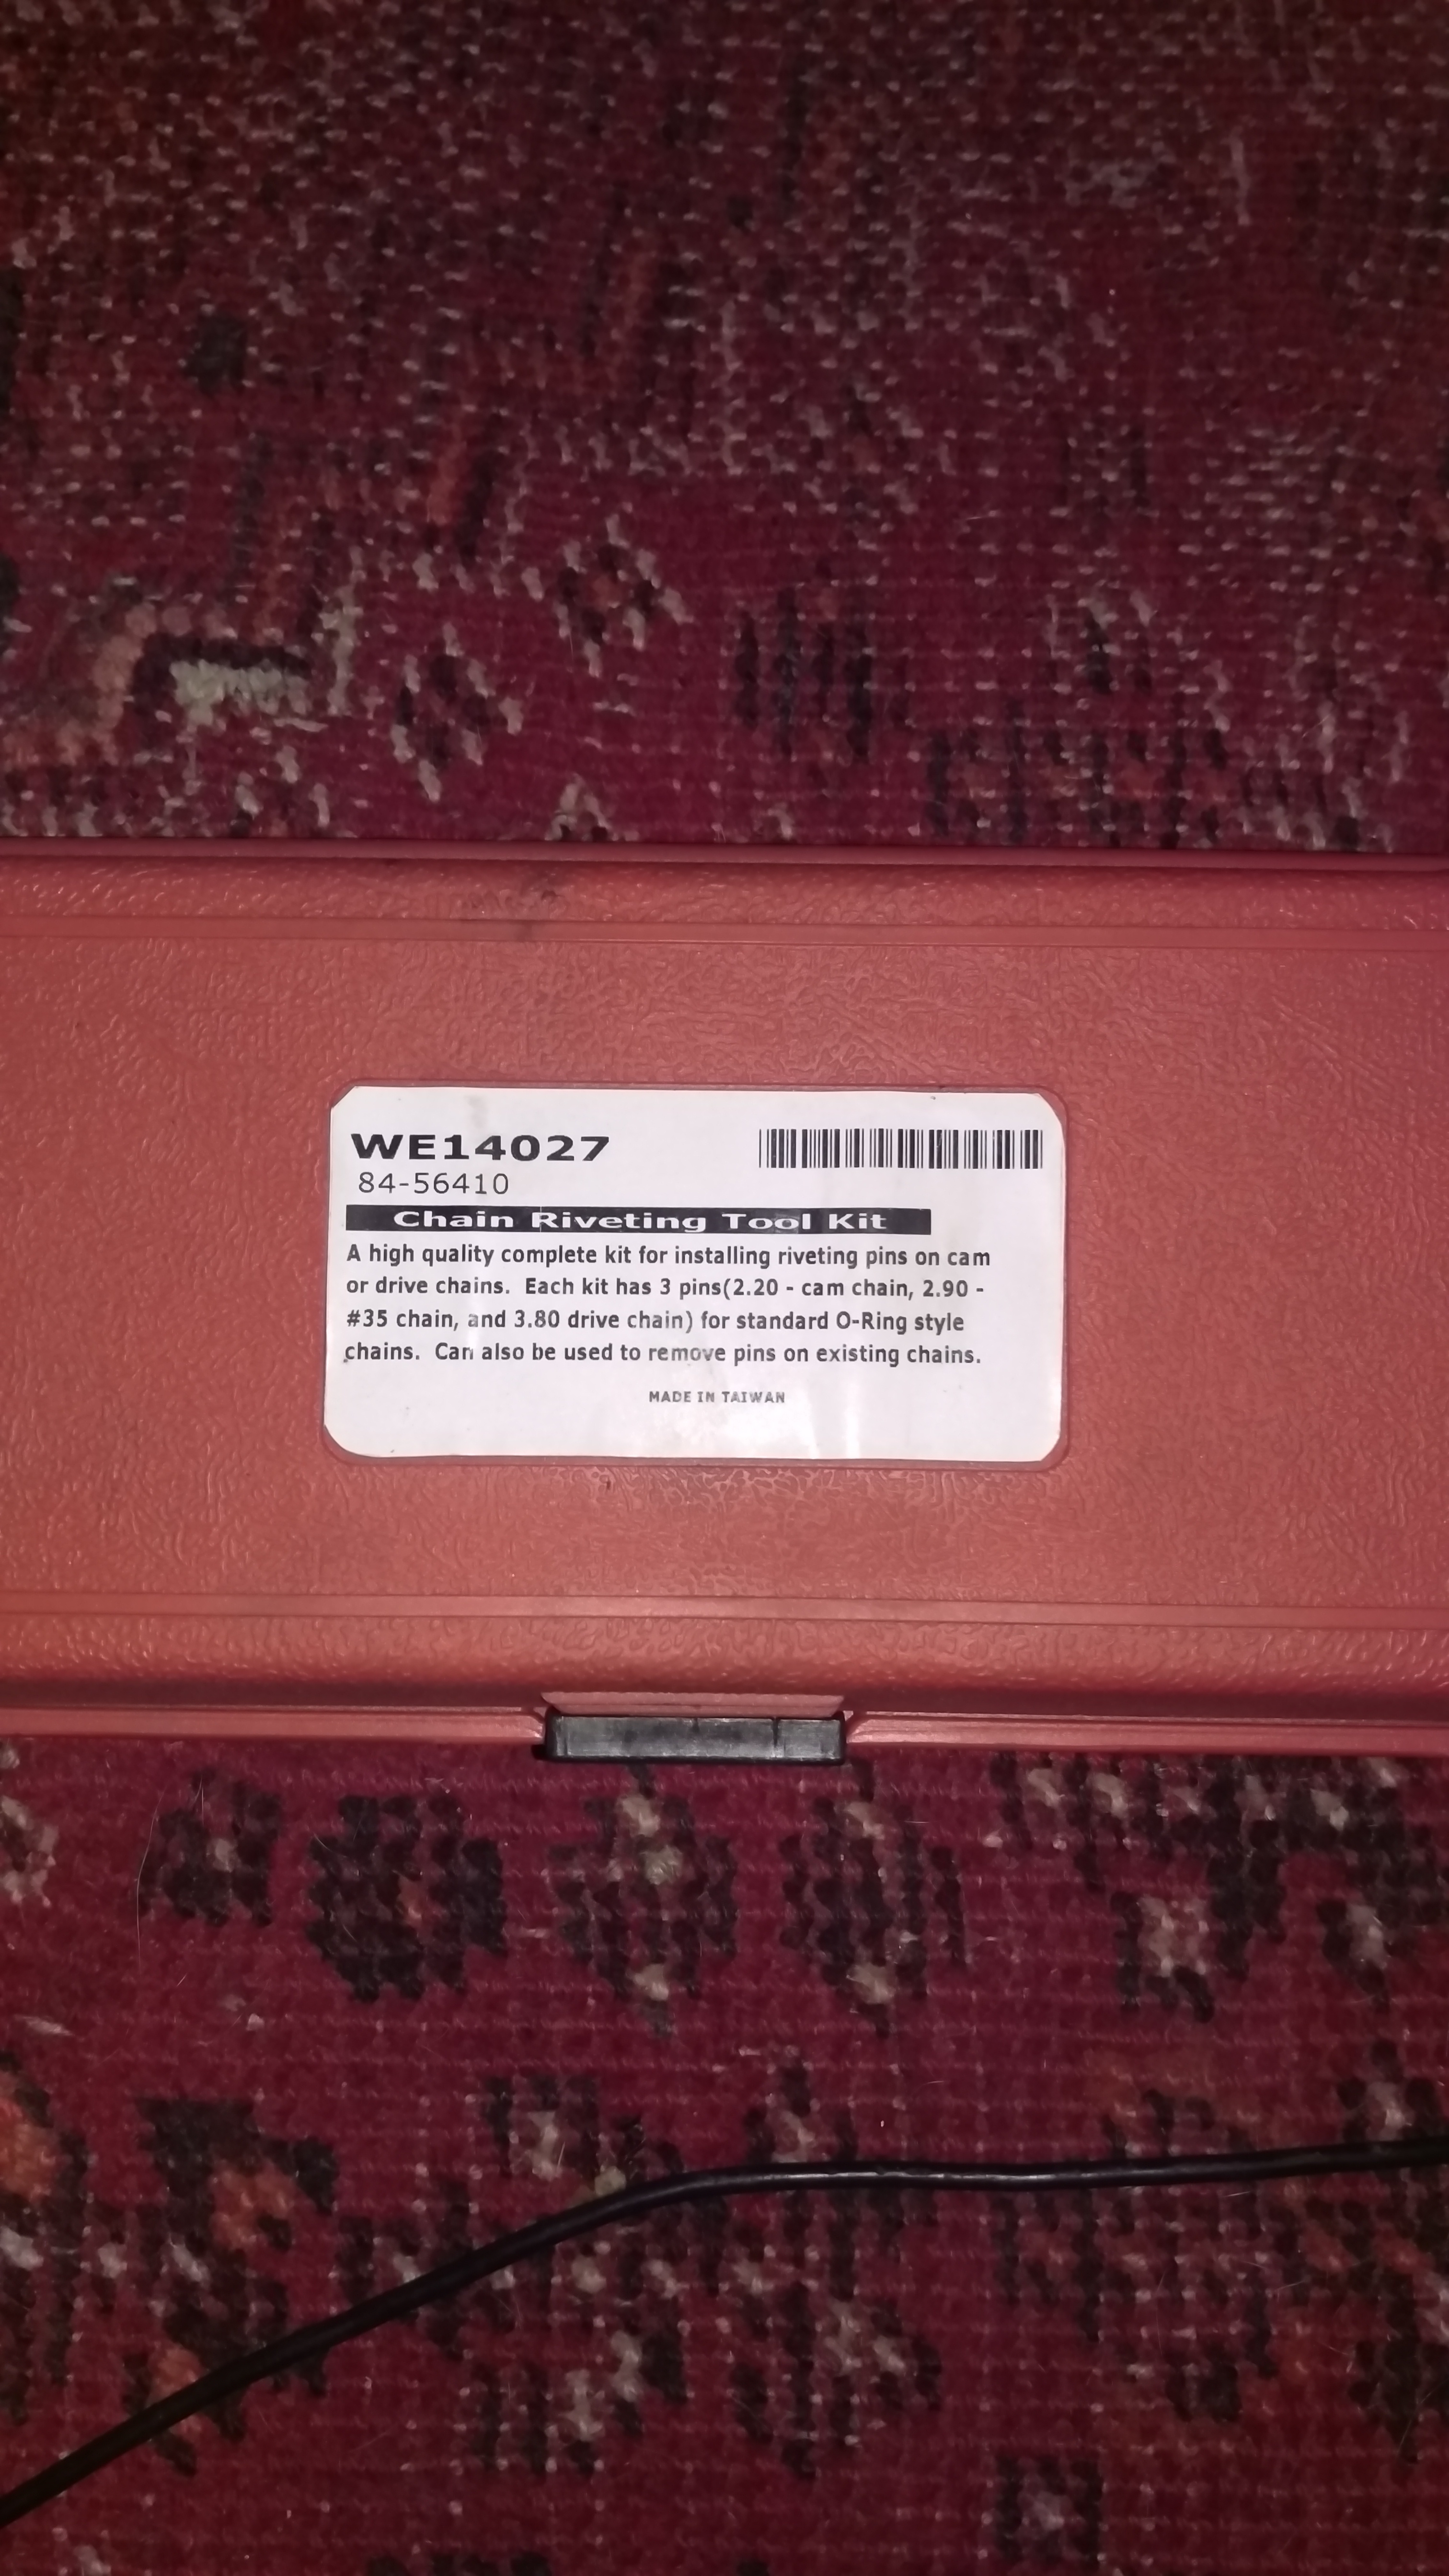 WE14027
84-56410
Chain Riveting Tool Kit
A high quality complete kit for installing riveting pins on cam
or drive chains.  Each kit has 3 pins(2.20 - cam chain, 2.90 -
#35 chain, and 3.80 drive chain) for standard O-Ring style
chains.  Can also be used to remove pins on existing chains.
MADE IN TAIWAN